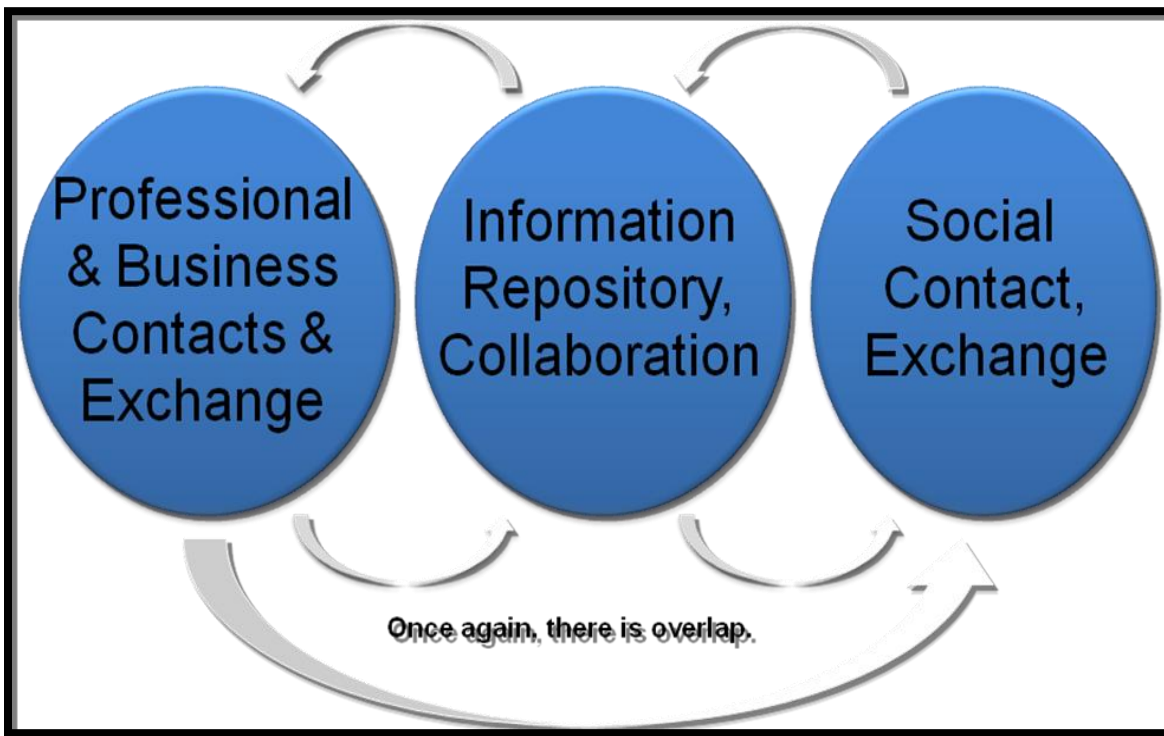 Professional
& Business
Contacts &
Exchange
Information
Repository,
Collaboration
Social
Contact,
Exchange
Once again, there is overlap.